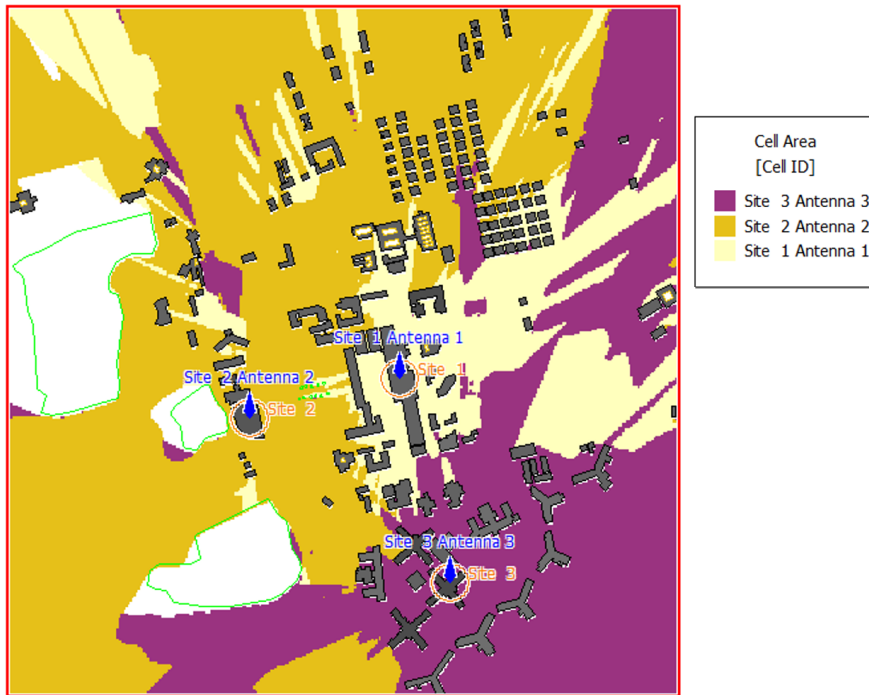 Cell Area
[Cell ID]
Site 3 Antenna 3
Site 2 Antenna 2
Site 1 Antenna 1
Site 1 Antenna 1
Site 1
Site 2 Antenna 2
Site 2
Site 3 Antenna 3
Site 3